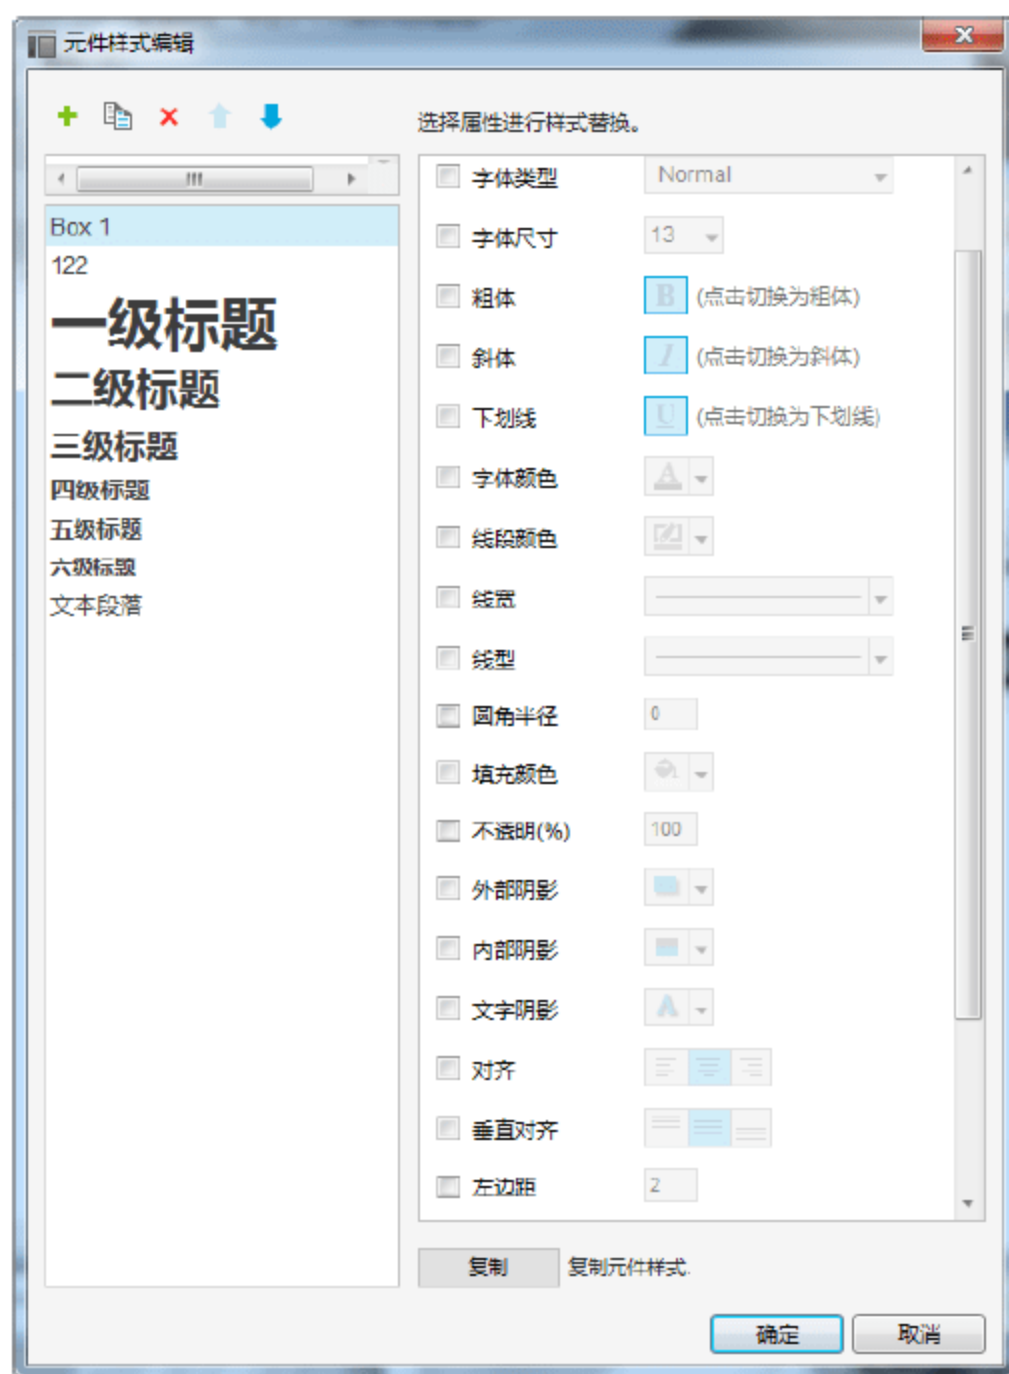 元件样式编辑
选择属性进行样式替换。
Box 1
122
一级标题
二级标题
三级标题
四级标题
五级标题
六级标题
文本段落
字体类型 Normal
字体尺寸 13
粗体 B (点击切换为粗体)
斜体 I (点击切换为斜体)
下划线 U (点击切换为下划线)
字体颜色 A
线段颜色
线宽
线型
圆角半径 0
填充颜色
不透明(%) 100
外部阴影
内部阴影
文字阴影 A
对齐
垂直对齐
左边距 2
复制 复制元件样式.
确定 取消